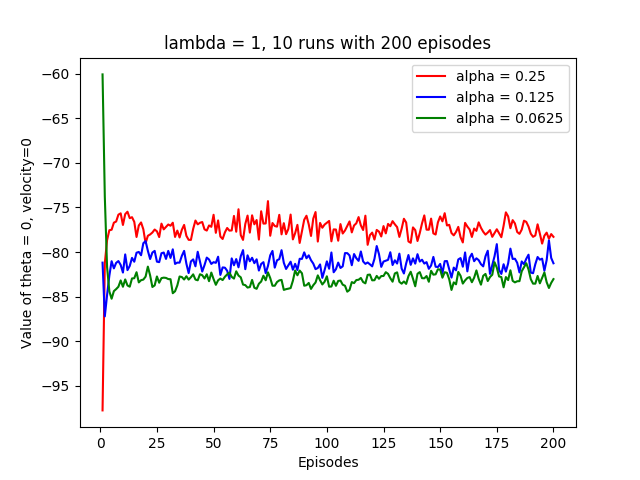 lambda = 1, 10 runs with 200 episodes
alpha = 0.25
alpha = 0.125
alpha = 0.0625
Value of theta = 0, velocity=0
−60
−65
−70
−75
−80
−85
−90
−95
0 25 50 75 100 125 150 175 200
Episodes